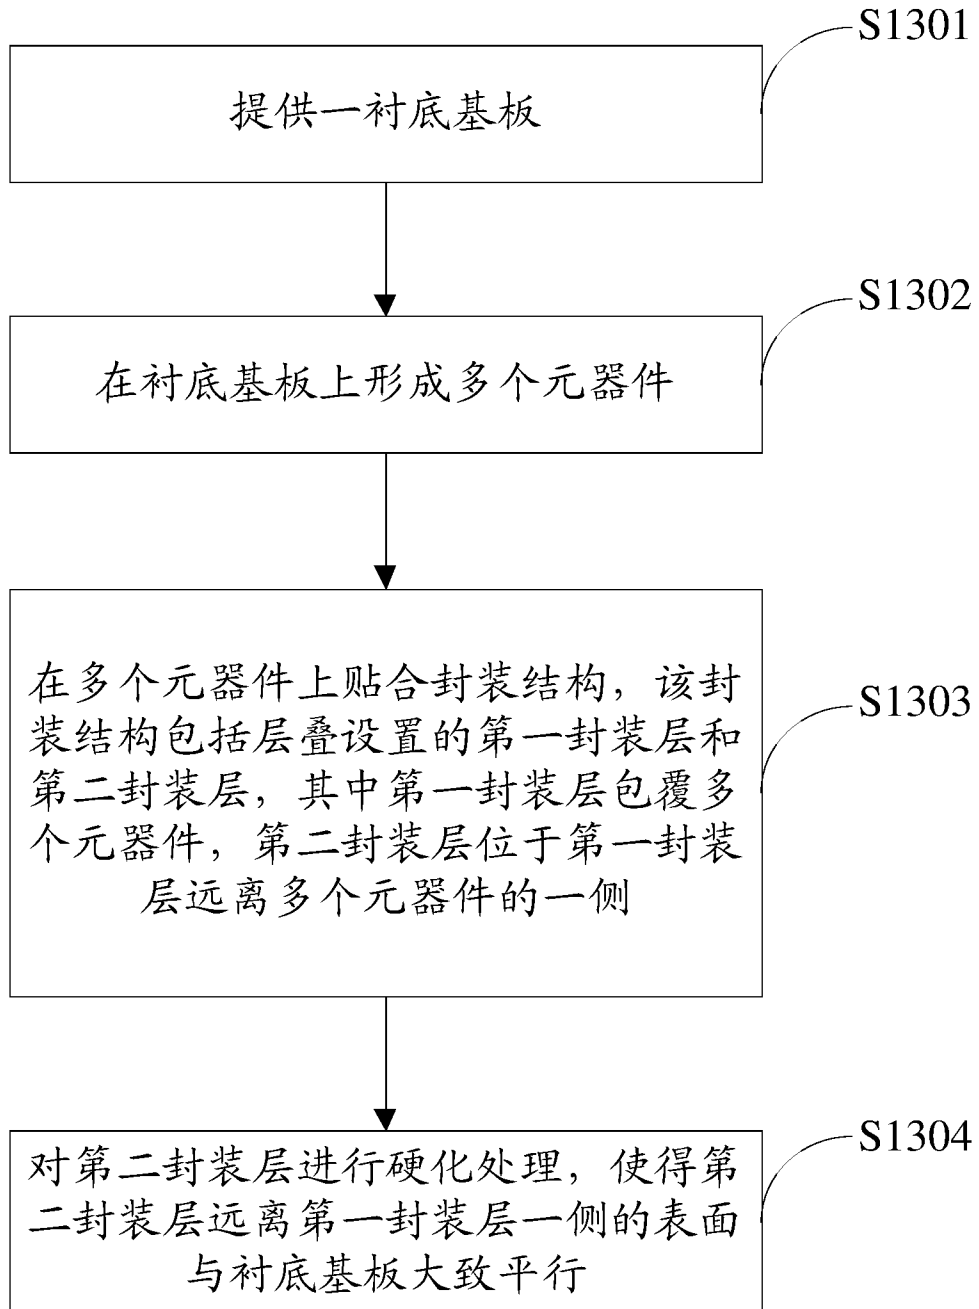 S1301
提供一衬底基板
S1302
在衬底基板上形成多个元器件
在多个元器件上贴合封装结构，该封
装结构包括层叠设置的第一封装层和
第二封装层，其中第一封装层包覆多
个元器件，第二封装层位于第一封装
层远离多个元器件的一侧
S1303
S1304
对第二封装层进行硬化处理，使得第
二封装层远离第一封装层一侧的表面
与衬底基板大致平行